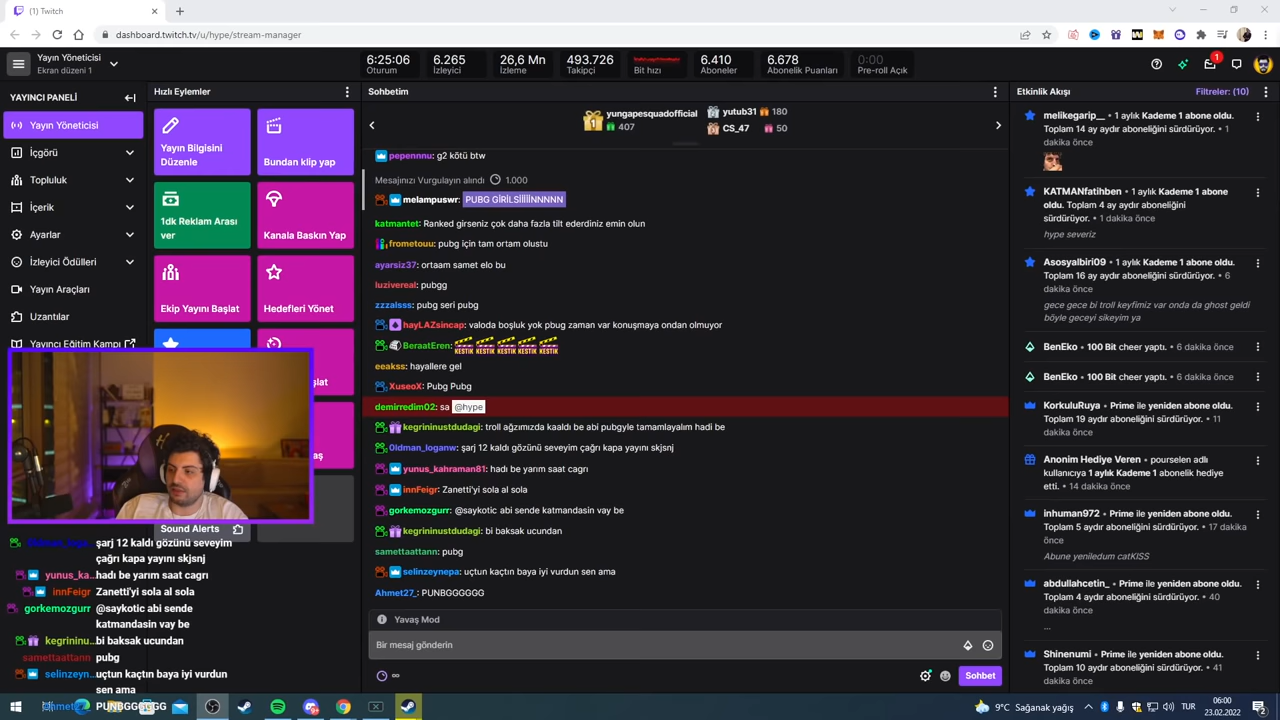 (1) Twitch
dashboard.twitch.tv/u/hype/stream-manager
Yayın Yöneticisi
Ekran düzeni 1
6:25:06
Oturum
6.265
İzleyici
26,6 Mn
İzleme
493.726
Takipçi
Bit hızı
6.410
Aboneler
6.678
Abonelik Puanları
0:00
Pre-roll Açık
1
YAYINCI PANELİ
Yayın Yöneticisi
İçgörü
Topluluk
İçerik
Ayarlar
İzleyici Ödülleri
Yayın Araçları
Uzantılar
Yayıncı Eğitim Kampı
Hızlı Eylemler
Yayın Bilgisini
Düzenle
Bundan klip yap
1dk Reklam Arası
ver
Kanala Baskın Yap
Ekip Yayını Başlat
Hedefleri Yönet
Sound Alerts
Sohbetim
1
yungapesquadofficial
407
yutub31 180
CS_47 50
pepennnu: g2 kötü btw
Mesajınızı Vurgulayın alındı 1.000
melampuswr: PUBG GİRİLSİİİİİNNNNN
katmantet: Ranked girseniz çok daha fazla tilt ederdiniz emin olun
frometouu: pubg için tam ortam olustu
ayarsiz37: ortaam samet elo bu
luzivereal: pubgg
zzzalsss: pubg seri pubg
hayLAZsincap: valoda boşluk yok pbug zaman var konuşmaya ondan olmuyor
BeraatEren: KESTİK KESTİK KESTİK KESTİK KESTİK
eeakss: hayallere gel
XuseoX: Pubg Pubg
demirredim02: sa @hype
kegrininustdudagi: troll ağzımızda kaaldı be abi pubgyle tamamlayalım hadi be
0ldman_loganw: şarj 12 kaldı gözünü seveyim çağrı kapa yayını skjsnj
yunus_kahraman81: hadı be yarım saat cagrı
innFeigr: Zanetti'yi sola al sola
gorkemozgurr: @saykotic abi sende katmandasin vay be
kegrininustdudagi: bi baksak ucundan
samettaattann: pubg
selinzeynepa: uçtun kaçtın baya iyi vurdun sen ama
Ahmet27_: PUNBGGGGGG
Yavaş Mod
Bir mesaj gönderin
Sohbet
Etkinlik Akışı
Filtreler: (10)
melikegarip__ • 1 aylık Kademe 1 abone oldu.
Toplam 14 ay aydır aboneliğini sürdürüyor. • 1
dakika önce
KATMANfatihben • 1 aylık Kademe 1 abone
oldu. Toplam 4 ay aydır aboneliğini
sürdürüyor. • 1 dakika önce
hype severiz
Asosyalbiri09 • 1 aylık Kademe 1 abone oldu.
Toplam 16 ay aydır aboneliğini sürdürüyor. • 6
dakika önce
gece gece bi troll keyfimiz var onda da ghost geldi
böyle geceyi sikeyim ya
BenEko • 100 Bit cheer yaptı. • 6 dakika önce
BenEko • 100 Bit cheer yaptı. • 6 dakika önce
KorkuluRuya • Prime ile yeniden abone oldu.
Toplam 19 aydır aboneliğini sürdürüyor. • 11
dakika önce
Anonim Hediye Veren • pourselen adlı
kullanıcıya 1 aylık Kademe 1 abonelik hediye
etti. • 14 dakika önce
inhuman972 • Prime ile yeniden abone oldu.
Toplam 5 aydır aboneliğini sürdürüyor. • 17 dakika
önce
Abune yeniledum catKISS
abdullahcetin_ • Prime ile yeniden abone oldu.
Toplam 4 aydır aboneliğini sürdürüyor. • 40
dakika önce
...
Shinenumi • Prime ile yeniden abone oldu.
Toplam 10 aydır aboneliğini sürdürüyor. • 41
dakika önce
şarj 12 kaldı gözünü seveyim
çağrı kapa yayını skjsnj
yunus_ka... hadı be yarım saat cagrı
innFeigr Zanetti'yi sola al sola
gorkemozgurr @saykotic abi sende
katmandasin vay be
kegrininu... bi baksak ucundan
samettaattann pubg
selinzeyn... uçtun kaçtın baya iyi vurdun
sen ama
PUNBGGGGGG
9°C Sağanak yağış
TUR
06:00
23.02.2022
2